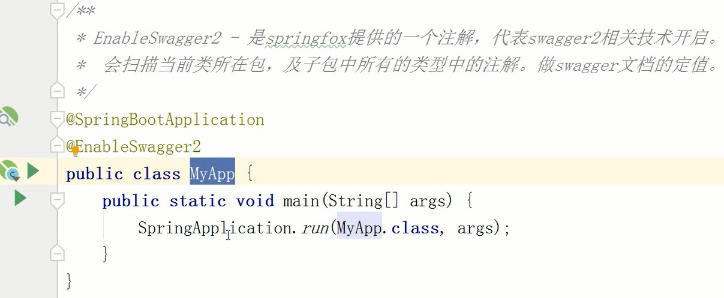 /**
* EnableSwagger2 - 是springfox提供的一个注解，代表swagger2相关技术开启。
* 会扫描当前类所在包，及子包中所有的类型中的注解。做swagger文档的定值。
*/
@SpringBootApplication
@EnableSwagger2
public class MyApp {
public static void main(String[] args) {
SpringApplication.run(MyApp.class, args);
}
}